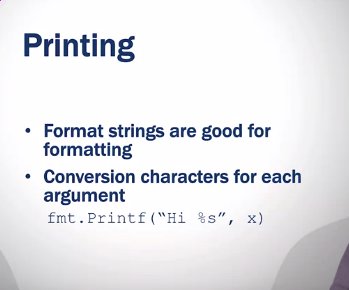 Printing
• Format strings are good for
formatting
• Conversion characters for each
argument
fmt.Printf(“Hi %s”, x)